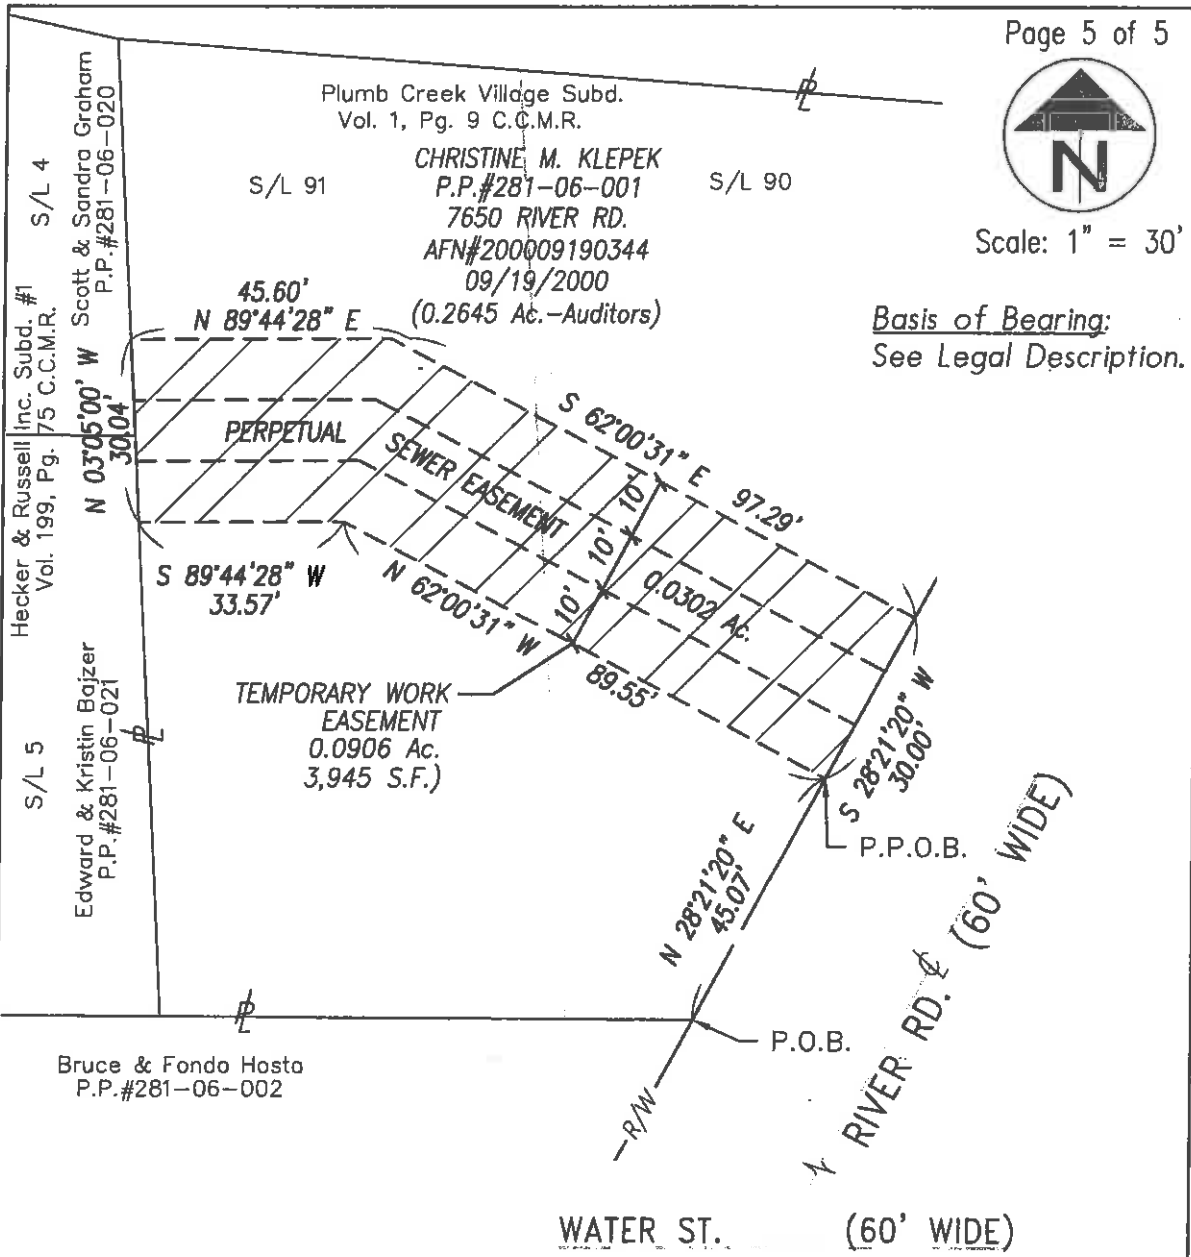 Page 5 of 5
N
Scale: 1" = 30'
Basis of Bearing:
See Legal Description.
Plumb Creek Village Subd.
Vol. 1, Pg. 9 C.C.M.R.
CHRISTINE M. KLEPEK
P.P.#281-06-001
7650 RIVER RD.
AFN#200009190344
09/19/2000
(0.2645 Ac.-Auditors)
S/L 91
S/L 90
S/L 4
Scott & Sandra Graham
P.P.#281-06-020
Hecker & Russell Inc. Subd. #1
Vol. 199, Pg. 75 C.C.M.R.
N 03°05'00' W
30.04'
45.60'
N 89°44'28" E
PERPETUAL
SEWER EASEMENT
S 62°00'31" E 97.29'
10'
10'
10'
0.0302 Ac.
S 89°44'28" W
33.57'
N 62°00'31" W 89.55'
TEMPORARY WORK
EASEMENT
0.0906 Ac.
3,945 S.F.)
S 28°21'20" W
30.00'
P.P.O.B.
N 28°21'20" E
45.07'
P.O.B.
S/L 5
Edward & Kristin Bajzer
P.P.#281-06-021
PL
PL
PL
Bruce & Fondo Hosta
P.P.#281-06-002
R/W
N RIVER RD. CL (60' WIDE)
WATER ST. (60' WIDE)